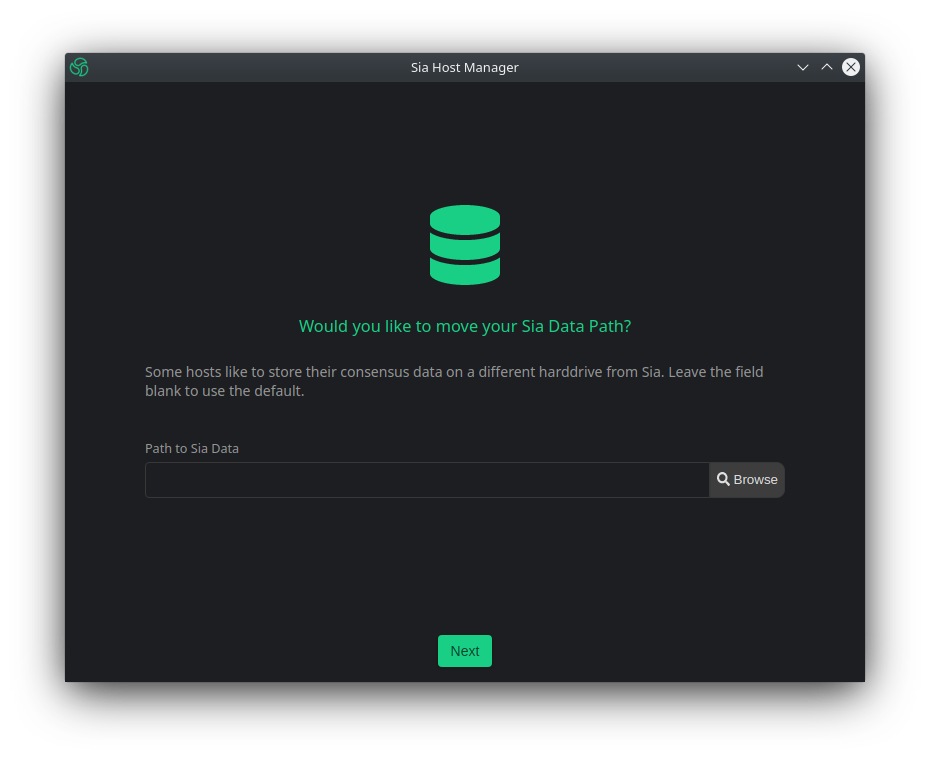 Sia Host Manager
Would you like to move your Sia Data Path?
Some hosts like to store their consensus data on a different harddrive from Sia. Leave the field
blank to use the default.
Path to Sia Data
Browse
Next